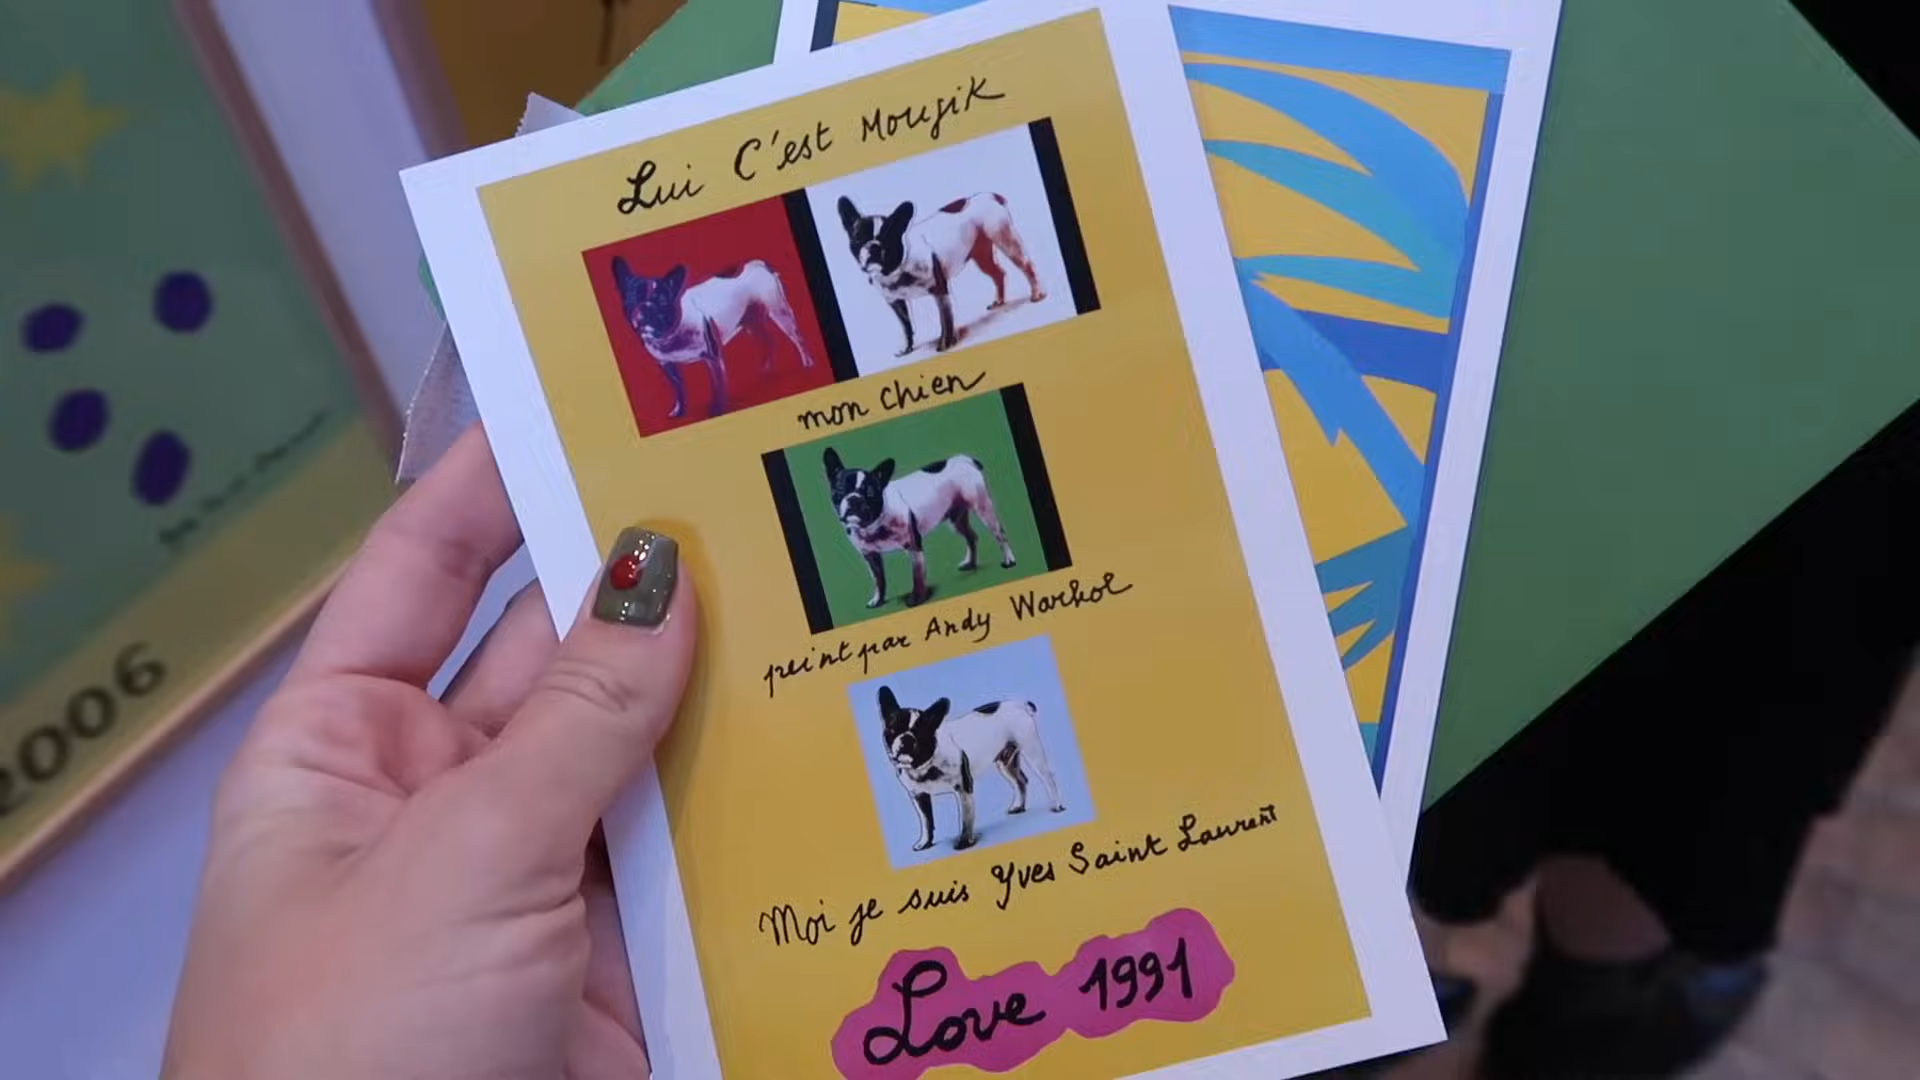 Lui C'est Moujik
mon chien
peint par Andy Warhol
Moi je suis Yves Saint Laurent
Love 1991
2006